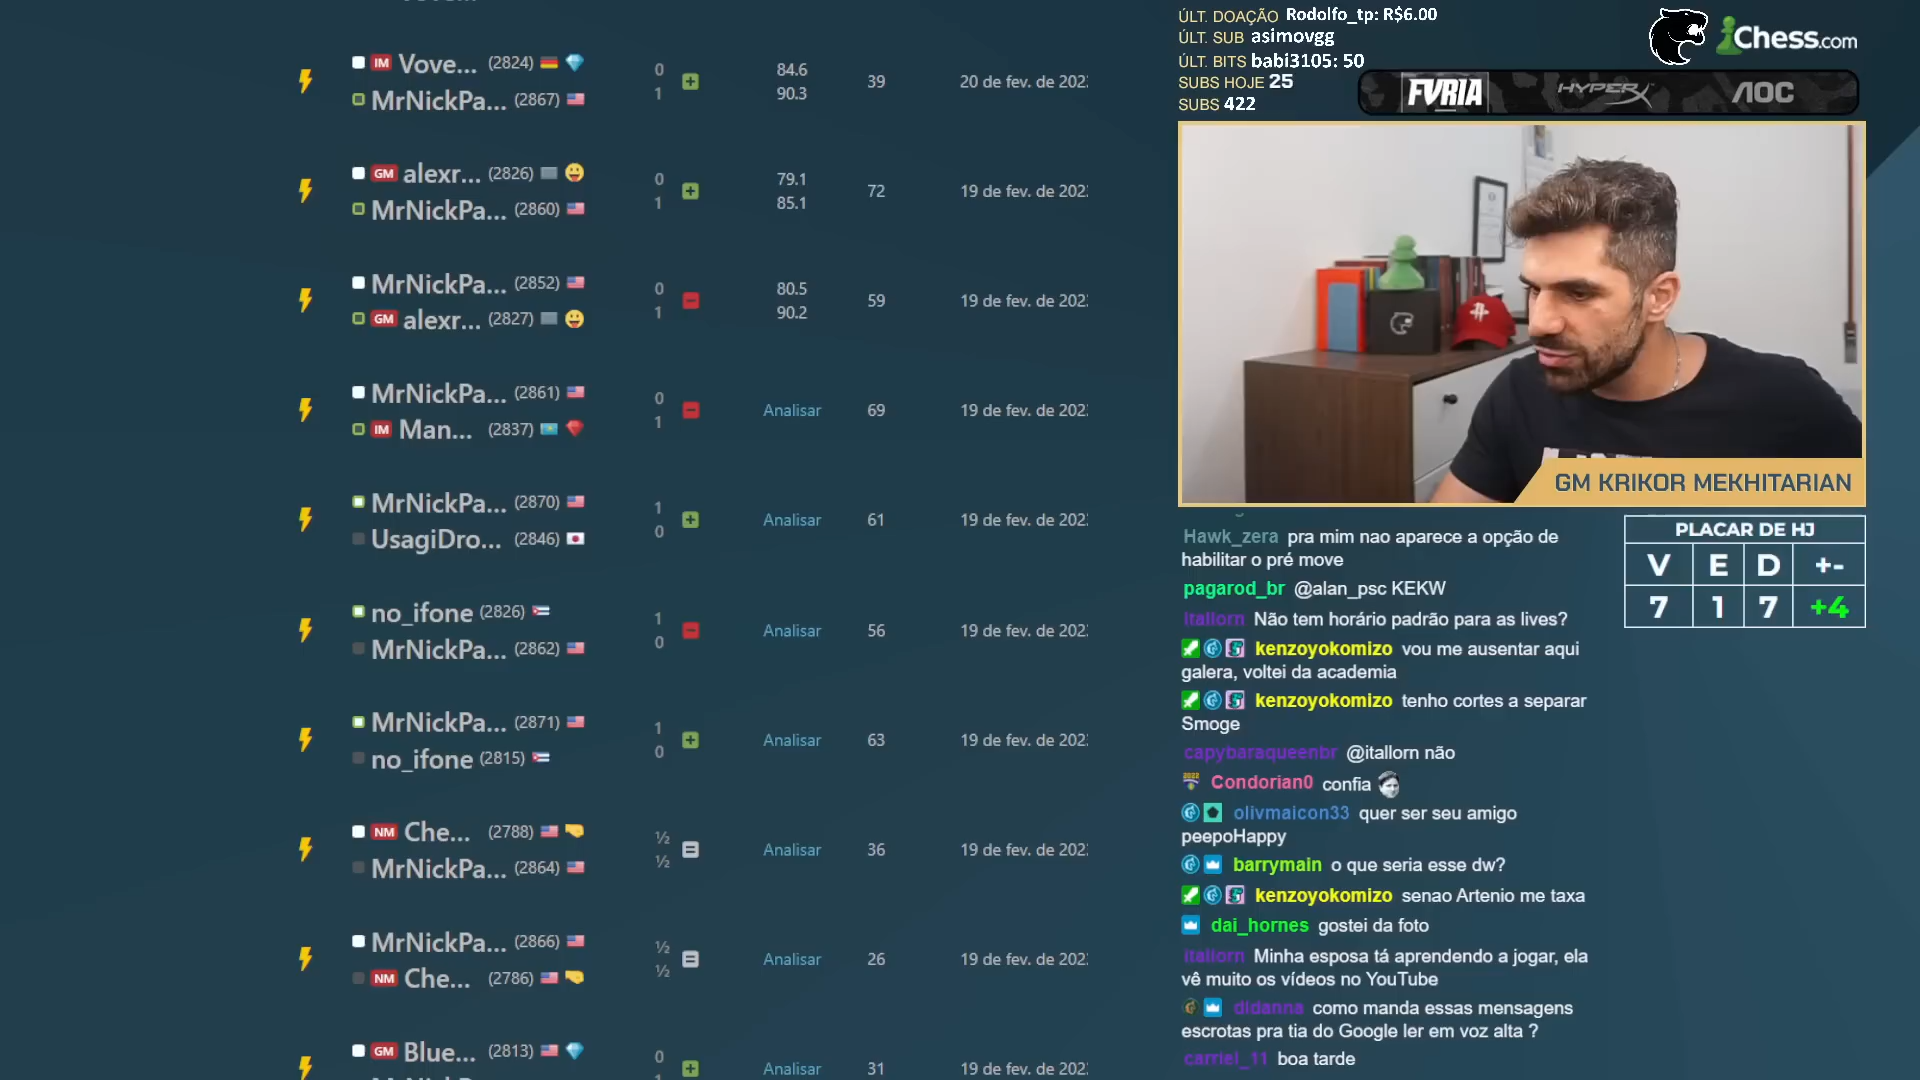 IM Vove... (2824)
MrNickPa... (2867)
0
1
84.6
90.3
39
20 de fev. de 202
GM alexr... (2826)
MrNickPa... (2860)
0
1
79.1
85.1
72
19 de fev. de 202
MrNickPa... (2852)
GM alexr... (2827)
0
1
80.5
90.2
59
19 de fev. de 202
MrNickPa... (2861)
IM Man... (2837)
0
1
Analisar
69
19 de fev. de 202
MrNickPa... (2870)
UsagiDro... (2846)
1
0
Analisar
61
19 de fev. de 202
no_ifone (2826)
MrNickPa... (2862)
1
0
Analisar
56
19 de fev. de 202
MrNickPa... (2871)
no_ifone (2815)
1
0
Analisar
63
19 de fev. de 202
NM Che... (2788)
MrNickPa... (2864)
½
½
Analisar
36
19 de fev. de 202
MrNickPa... (2866)
NM Che... (2786)
½
½
Analisar
26
19 de fev. de 202
GM Blue... (2813)
0
Analisar
31
19 de fev. de 202
ÚLT. DOAÇÃO Rodolfo_tp: R$6.00
ÚLT. SUB asimovgg
ÚLT. BITS babi3105: 50
SUBS HOJE 25
SUBS 422
Chess.com
FVRIA HYPERX AOC
GM KRIKOR MEKHITARIAN
Hawk_zera pra mim nao aparece a opção de
habilitar o pré move
pagarod_br @alan_psc KEKW
itallorn Não tem horário padrão para as lives?
kenzoyokomizo vou me ausentar aqui
galera, voltei da academia
kenzoyokomizo tenho cortes a separar
Smoge
capybaraqueenbr @itallorn não
Condorian0 confia
olivmaicon33 quer ser seu amigo
peepoHappy
barrymain o que seria esse dw?
kenzoyokomizo senao Artenio me taxa
dai_hornes gostei da foto
itallorn Minha esposa tá aprendendo a jogar, ela
vê muito os vídeos no YouTube
didanna como manda essas mensagens
escrotas pra tia do Google ler em voz alta ?
carriel_11 boa tarde
PLACAR DE HJ
V E D +-
7 1 7 +4